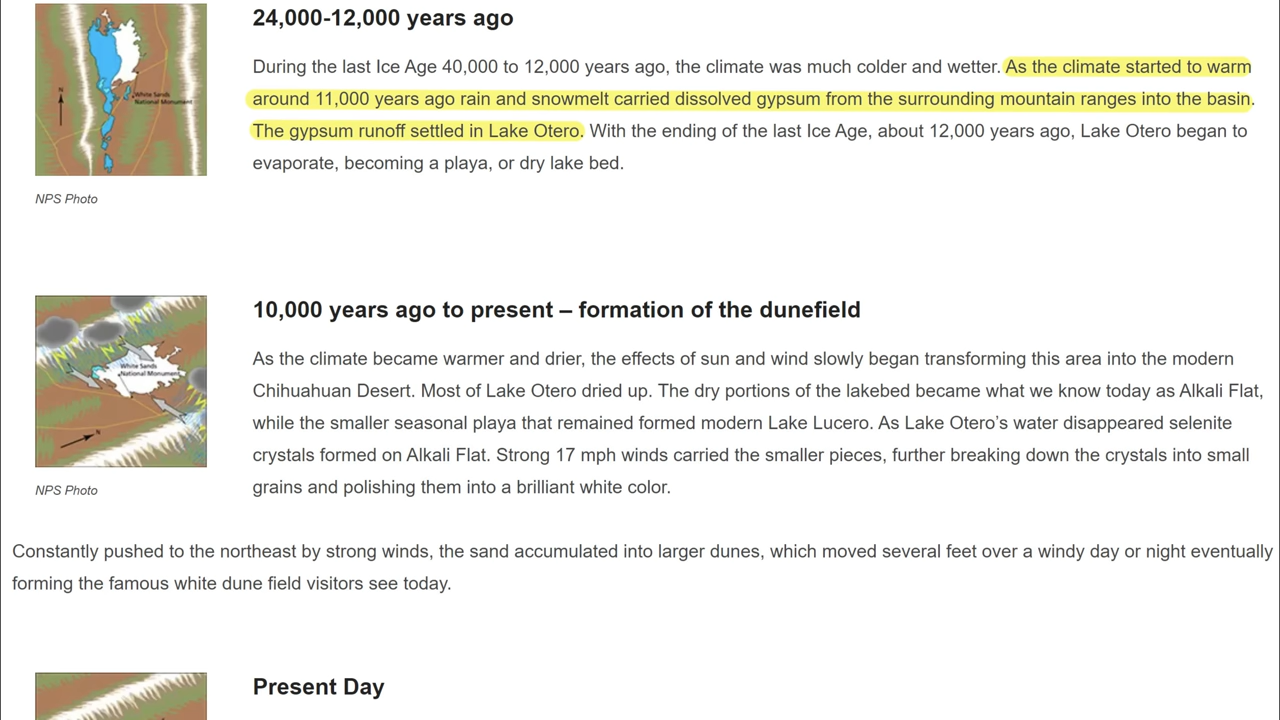 24,000-12,000 years ago
During the last Ice Age 40,000 to 12,000 years ago, the climate was much colder and wetter. As the climate started to warm
around 11,000 years ago rain and snowmelt carried dissolved gypsum from the surrounding mountain ranges into the basin.
The gypsum runoff settled in Lake Otero. With the ending of the last Ice Age, about 12,000 years ago, Lake Otero began to
evaporate, becoming a playa, or dry lake bed.
N
White Sands
National Monument
NPS Photo
10,000 years ago to present – formation of the dunefield
As the climate became warmer and drier, the effects of sun and wind slowly began transforming this area into the modern
Chihuahuan Desert. Most of Lake Otero dried up. The dry portions of the lakebed became what we know today as Alkali Flat,
while the smaller seasonal playa that remained formed modern Lake Lucero. As Lake Otero’s water disappeared selenite
crystals formed on Alkali Flat. Strong 17 mph winds carried the smaller pieces, further breaking down the crystals into small
grains and polishing them into a brilliant white color.
White Sands
National Monument
N
NPS Photo
Constantly pushed to the northeast by strong winds, the sand accumulated into larger dunes, which moved several feet over a windy day or night eventually
forming the famous white dune field visitors see today.
Present Day